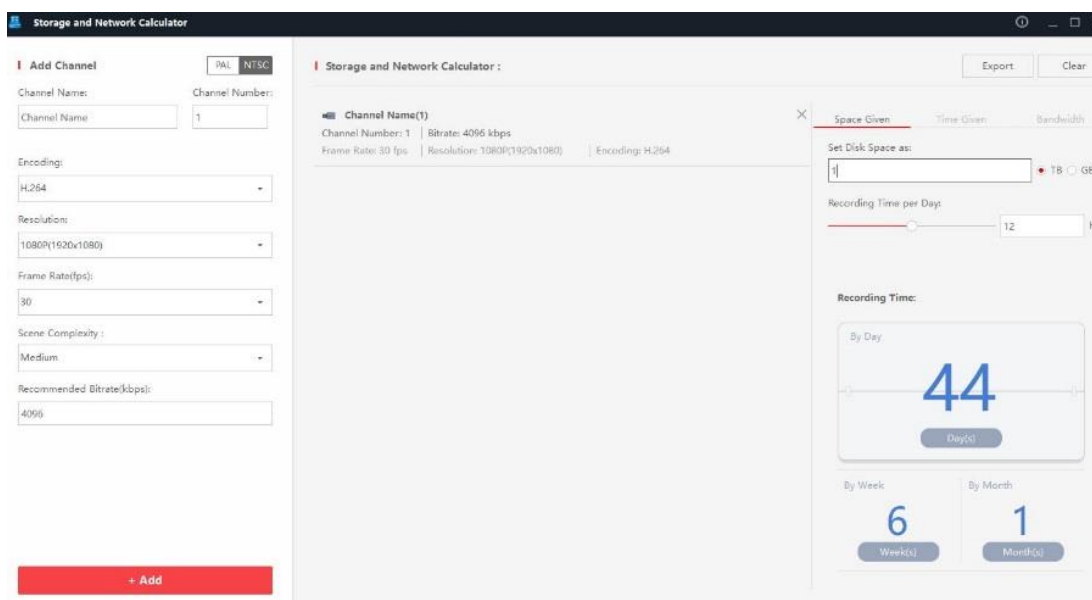 Storage and Network Calculator
Add Channel
PAL NTSC
Channel Name:
Channel Number:
Channel Name
1
Encoding:
H.264
Resolution:
1080P(1920x1080)
Frame Rate(fps):
30
Scene Complexity :
Medium
Recommended Bitrate(kbps):
4096
+ Add
Storage and Network Calculator :
Export
Clear
Channel Name(1)
Channel Number: 1 Bitrate: 4096 kbps
Frame Rate: 30 fps Resolution: 1080P(1920x1080) Encoding: H.264
Space Given Time Given Bandwidth
Set Disk Space as:
1
TB GB
Recording Time per Day:
12
Recording Time:
By Day
44
Day(s)
By Week
6
Week(s)
By Month
1
Month(s)